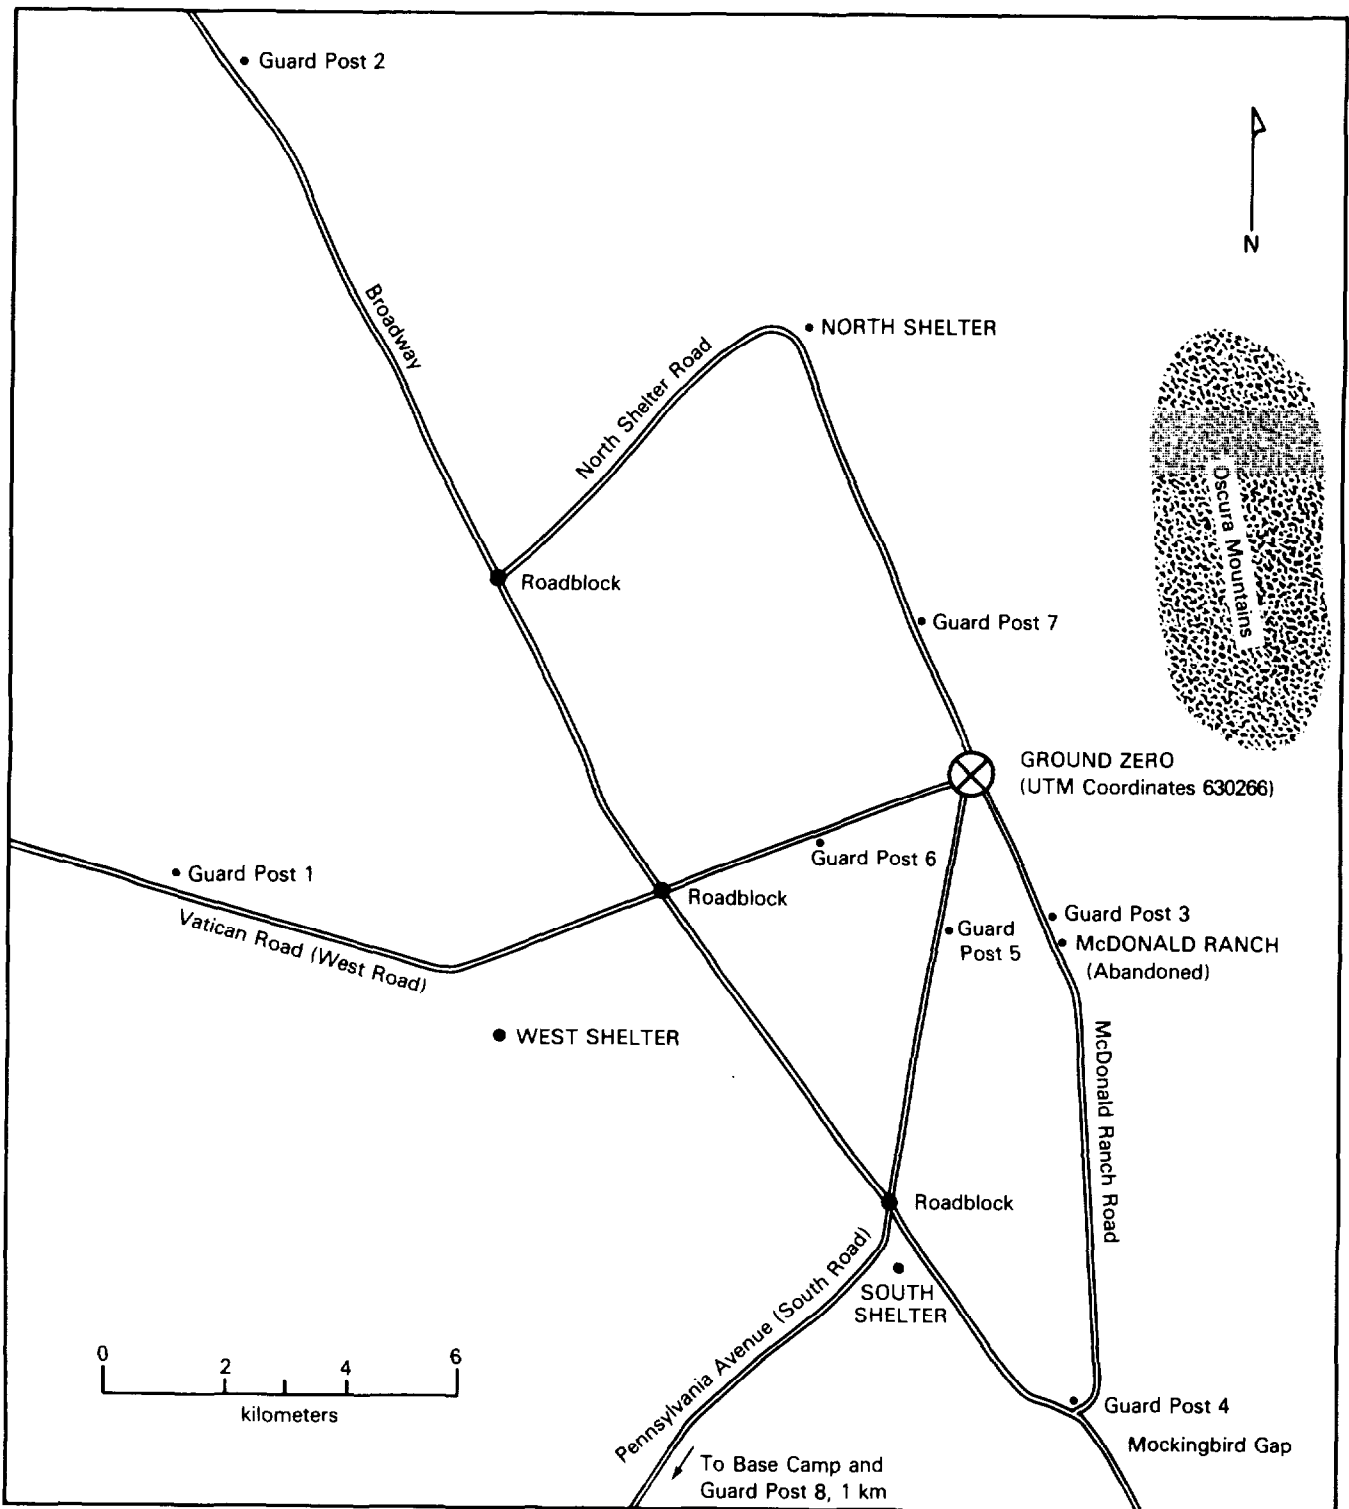 Guard Post 2
N
Broadway
NORTH SHELTER
North Shelter Road
Oscura Mountains
Roadblock
Guard Post 7
GROUND ZERO
(UTM Coordinates 630266)
Guard Post 6
Guard Post 1
Roadblock
Vatican Road (West Road)
Guard Post 3
Guard
Post 5
McDONALD RANCH
(Abandoned)
WEST SHELTER
McDonald Ranch Road
Roadblock
SOUTH
SHELTER
Pennsylvania Avenue (South Road)
0 2 4 6
kilometers
Guard Post 4
Mockingbird Gap
To Base Camp and
Guard Post 8, 1 km